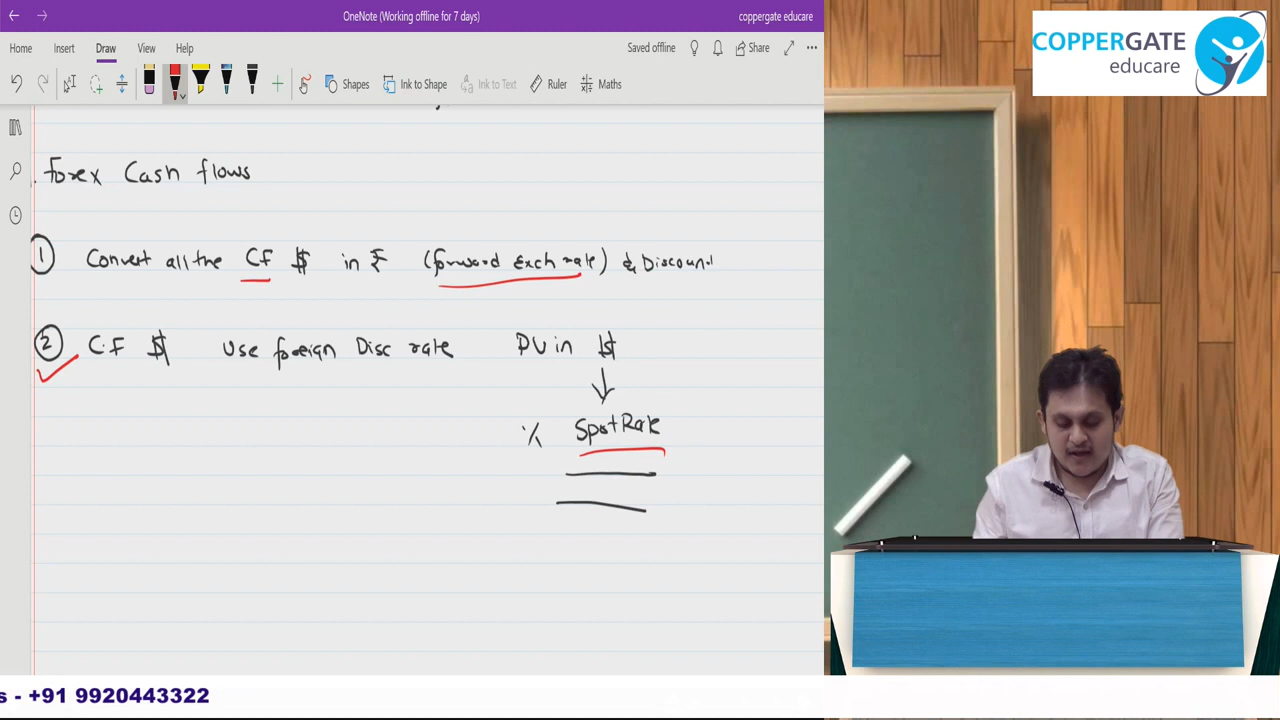 OneNote (Working offline for 7 days)
coppergate educare
Home Insert Draw View Help
Saved offline
Share
Shapes
Ink to Shape
Ink to Text
Ruler
Maths
COPPERGATE
educare
Forex Cash flows
① Convert all the CF $ in ₹ (forward Exch rate) & Discount
② C.F $ Use foreign Disc rate PV in $
Spot Rate
s - +91 9920443322